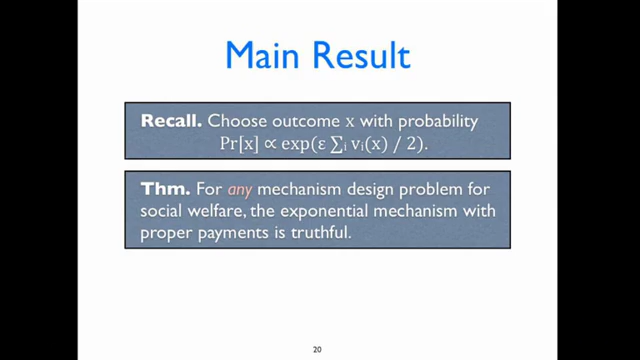 Main Result
Recall. Choose outcome x with probability
Pr[x] ∝ exp(ε ∑ᵢ vᵢ(x) / 2).
Thm. For any mechanism design problem for
social welfare, the exponential mechanism with
proper payments is truthful.
20